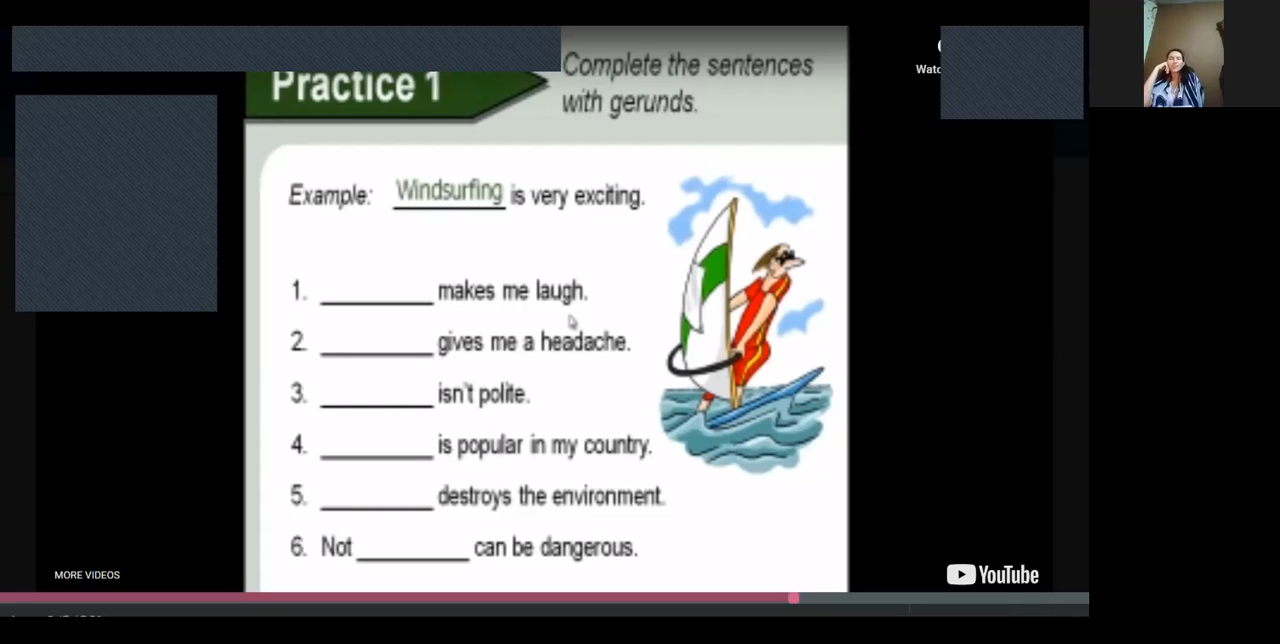 Practice 1
Complete the sentences
with gerunds.
Example: Windsurfing is very exciting.
1. __________ makes me laugh.
2. __________ gives me a headache.
3. __________ isn't polite.
4. __________ is popular in my country.
5. __________ destroys the environment.
6. Not __________ can be dangerous.
MORE VIDEOS
YouTube